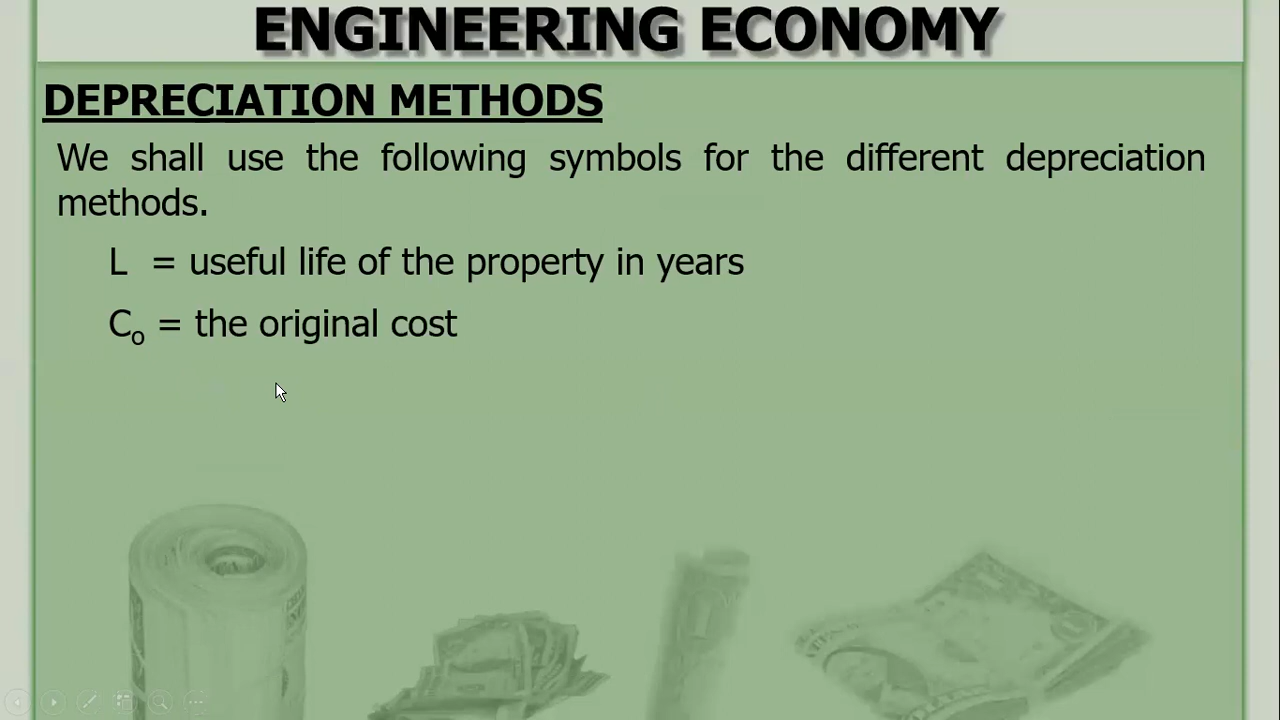 ENGINEERING ECONOMY
DEPRECIATION METHODS
We shall use the following symbols for the different depreciation
methods.
L = useful life of the property in years
Co = the original cost